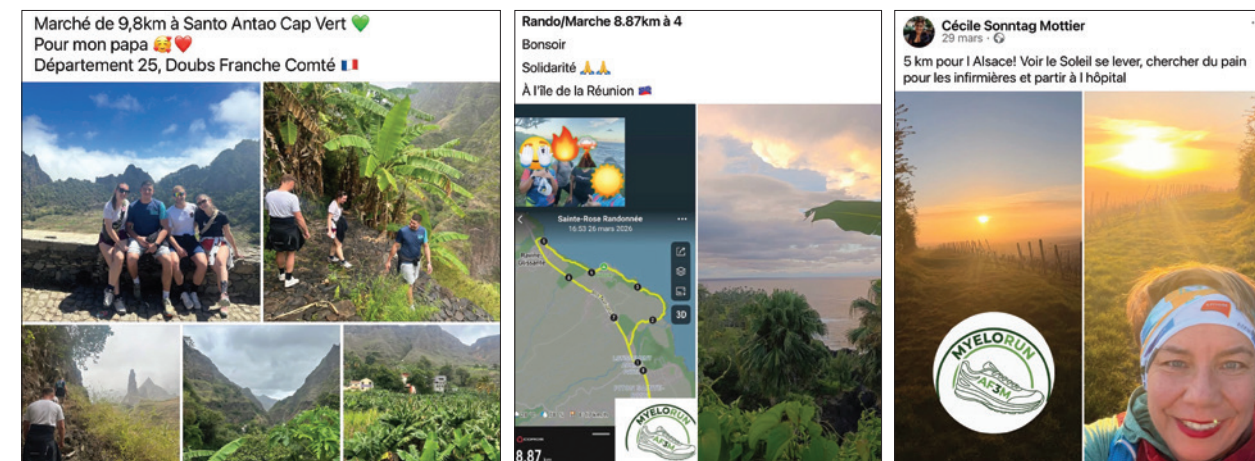 Marché de 9,8km à Santo Antao Cap Vert 💚
Pour mon papa 🥰❤️
Département 25, Doubs Franche Comté 🇫🇷
Rando/Marche 8.87km à 4
Bonsoir
Solidarité 🙏🙏
À l'île de la Réunion 🇷🇪
Sainte-Rose Randonnée
16:53 26 mars 2026
3D
MYELORUN
AF3M
8.87
Cécile Sonntag Mottier
29 mars
5 km pour l Alsace! Voir le Soleil se lever, chercher du pain
pour les infirmières et partir à l hôpital
MYELORUN
AF3M